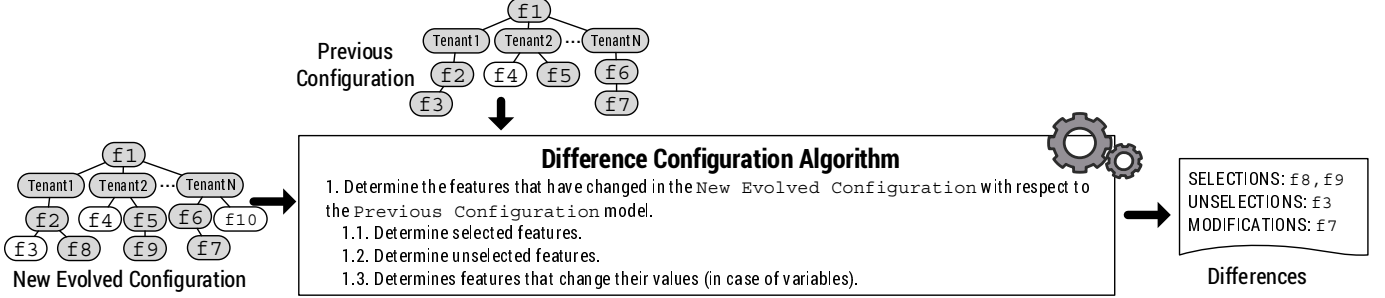 f1
Tenant1 Tenant2 ... TenantN
f2 f4 f5 f6
f3 f7
Previous
Configuration
f1
Tenant1 Tenant2 ... TenantN
f2 f4 f5 f6 f10
f3 f8 f9 f7
New Evolved Configuration
Difference Configuration Algorithm
1. Determine the features that have changed in the New Evolved Configuration with respect to
the Previous Configuration model.
1.1. Determine selected features.
1.2. Determine unselected features.
1.3. Determines features that change their values (in case of variables).
SELECTIONS: f8,f9
UNSELECTIONS: f3
MODIFICATIONS: f7
Differences